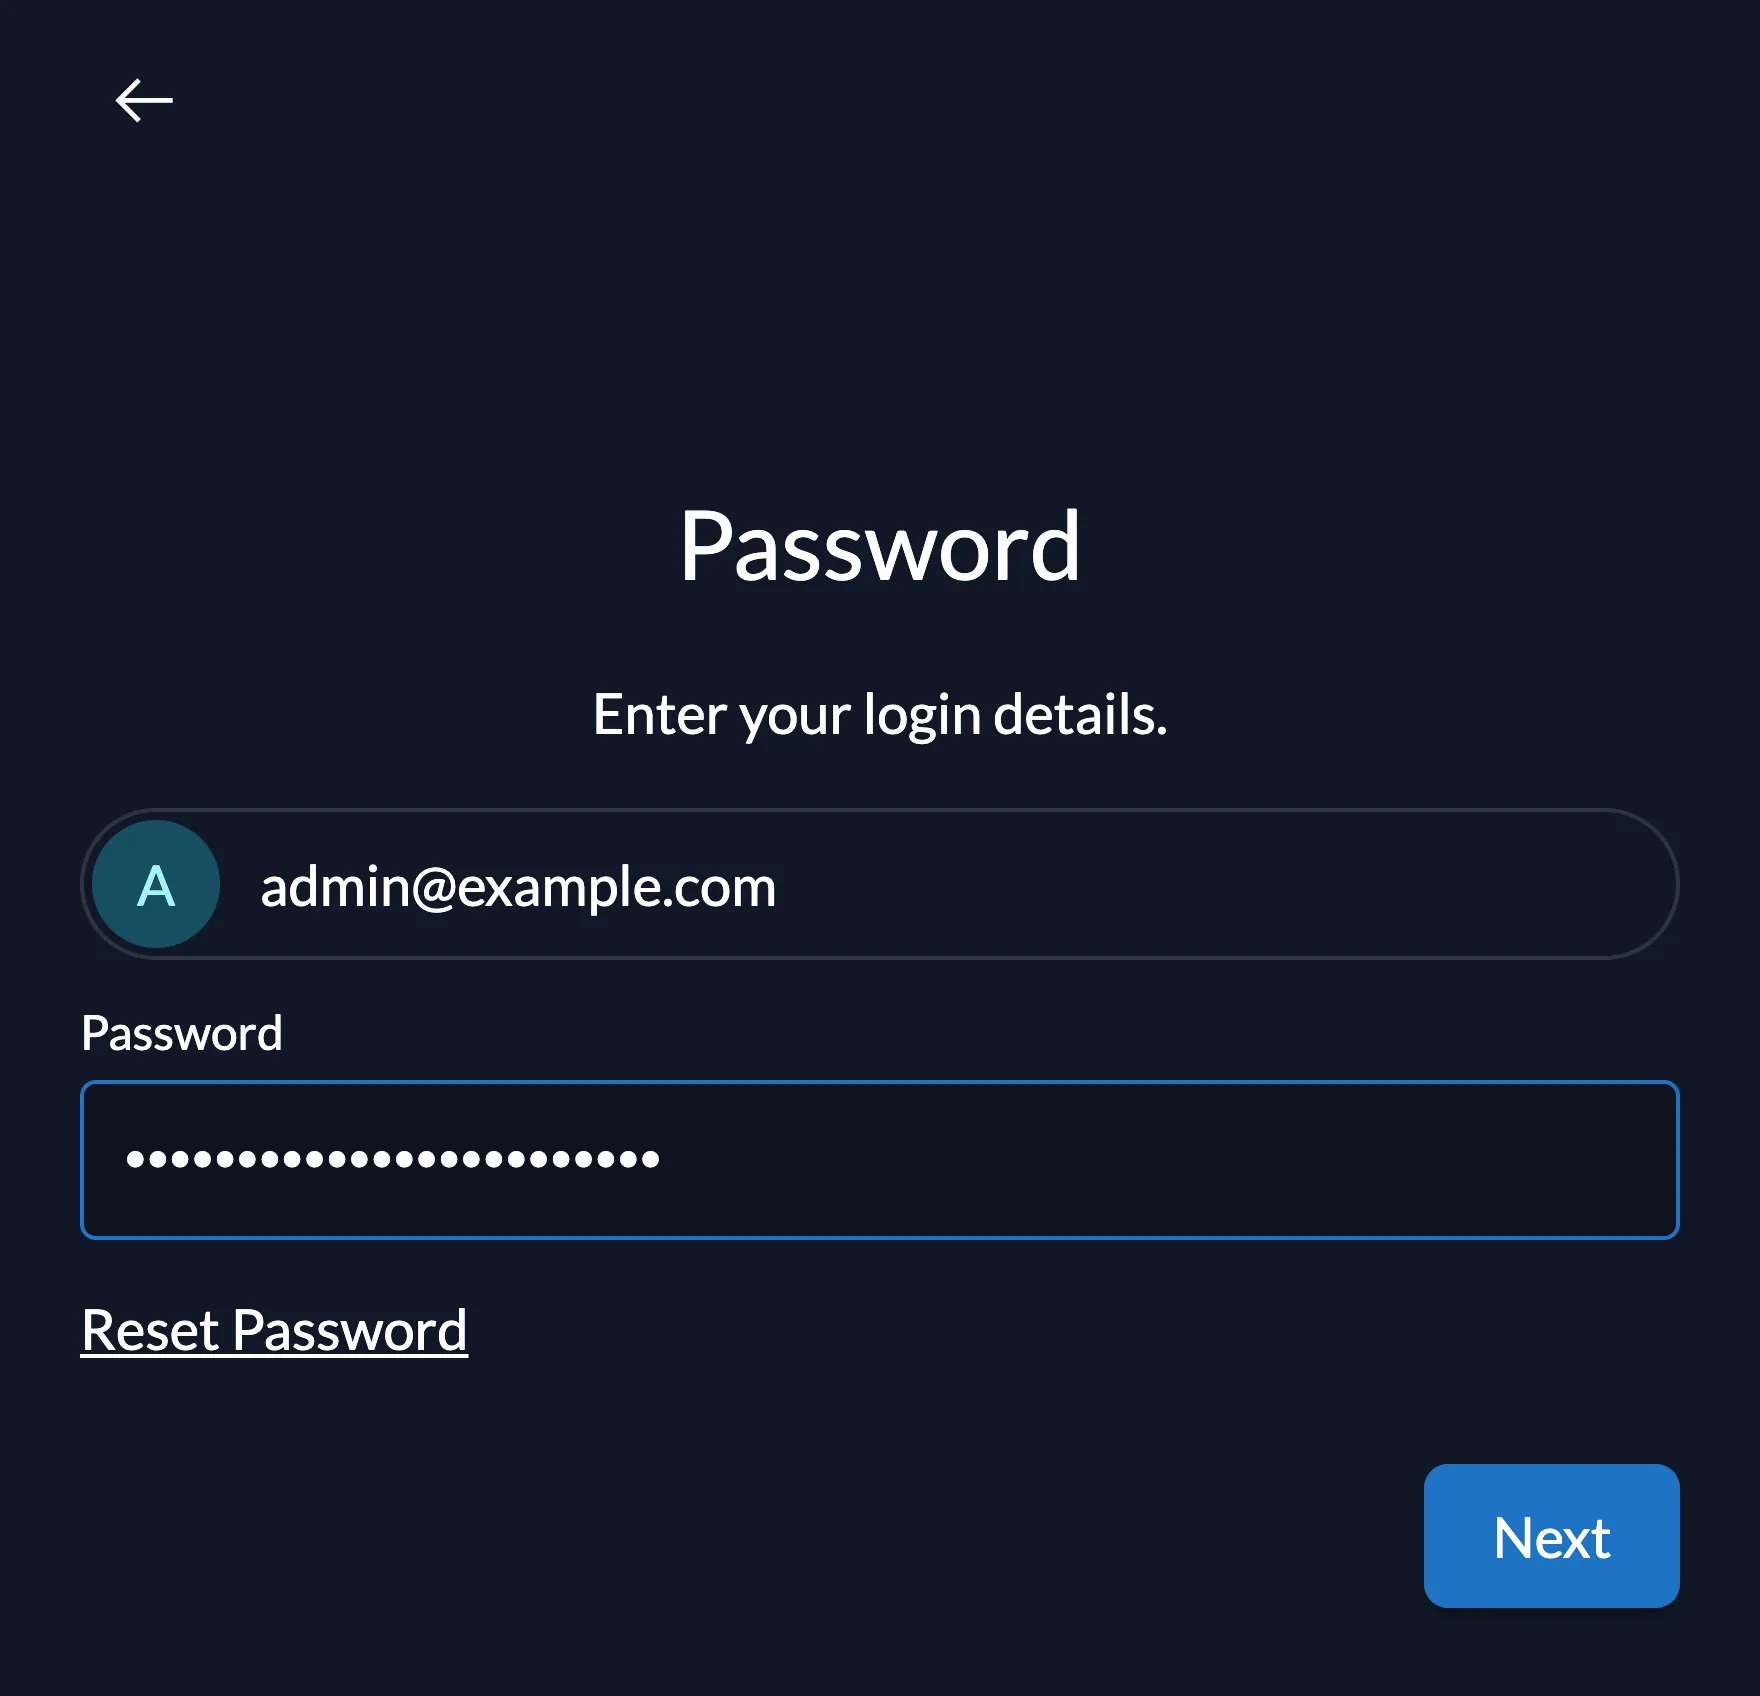 Password
Enter your login details.
A
admin@example.com
Password
••••••••••••••••••••••••
Reset Password
Next